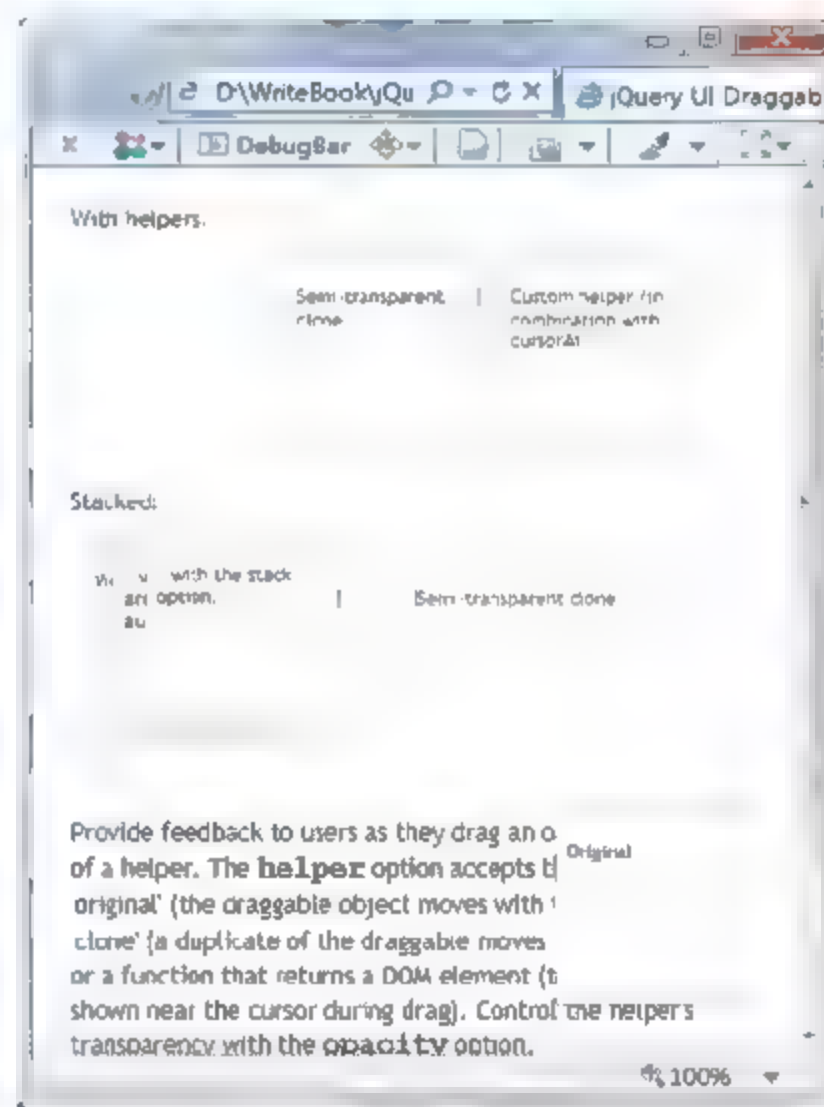 D:\WriteBook\jQu
jQuery UI Draggab
DebugBar
With helpers:
Semi-transparent
clone
Custom helper (in
combination with
cursorAt
Stacked:
with the stack
option.
Semi-transparent clone
Original
Provide feedback to users as they drag an o
of a helper. The helper option accepts t
original' (the draggable object moves with
clone' (a duplicate of the draggable moves
or a function that returns a DOM element (t
shown near the cursor during drag). Control the helper's
transparency with the opacity option.
100%